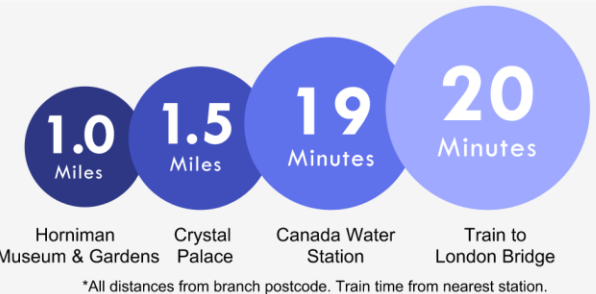 1.0
Miles
1.5
Miles
19
Minutes
20
Minutes
Horniman
Museum & Gardens
Crystal
Palace
Canada Water
Station
Train to
London Bridge
*All distances from branch postcode. Train time from nearest station.